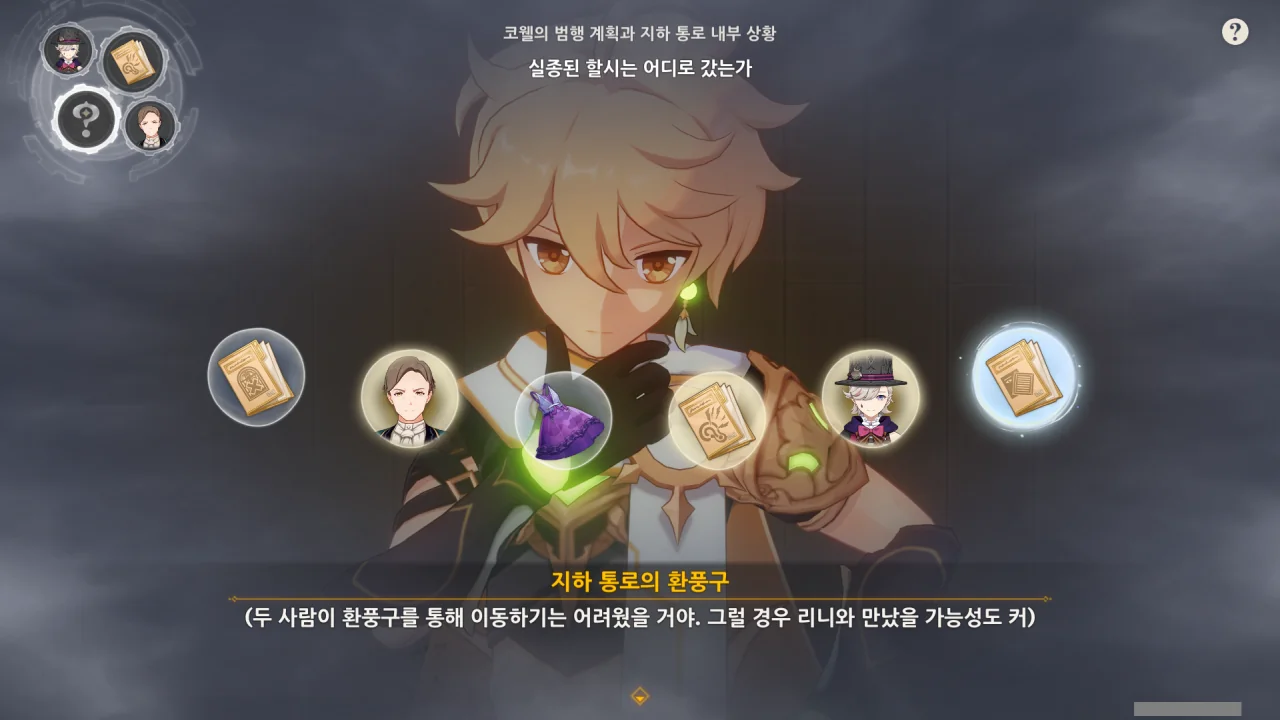 코웰의 범행 계획과 지하 통로 내부 상황
실종된 할시는 어디로 갔는가
?
?
지하 통로의 환풍구
(두 사람이 환풍구를 통해 이동하기는 어려웠을 거야. 그럴 경우 리니와 만났을 가능성도 커)